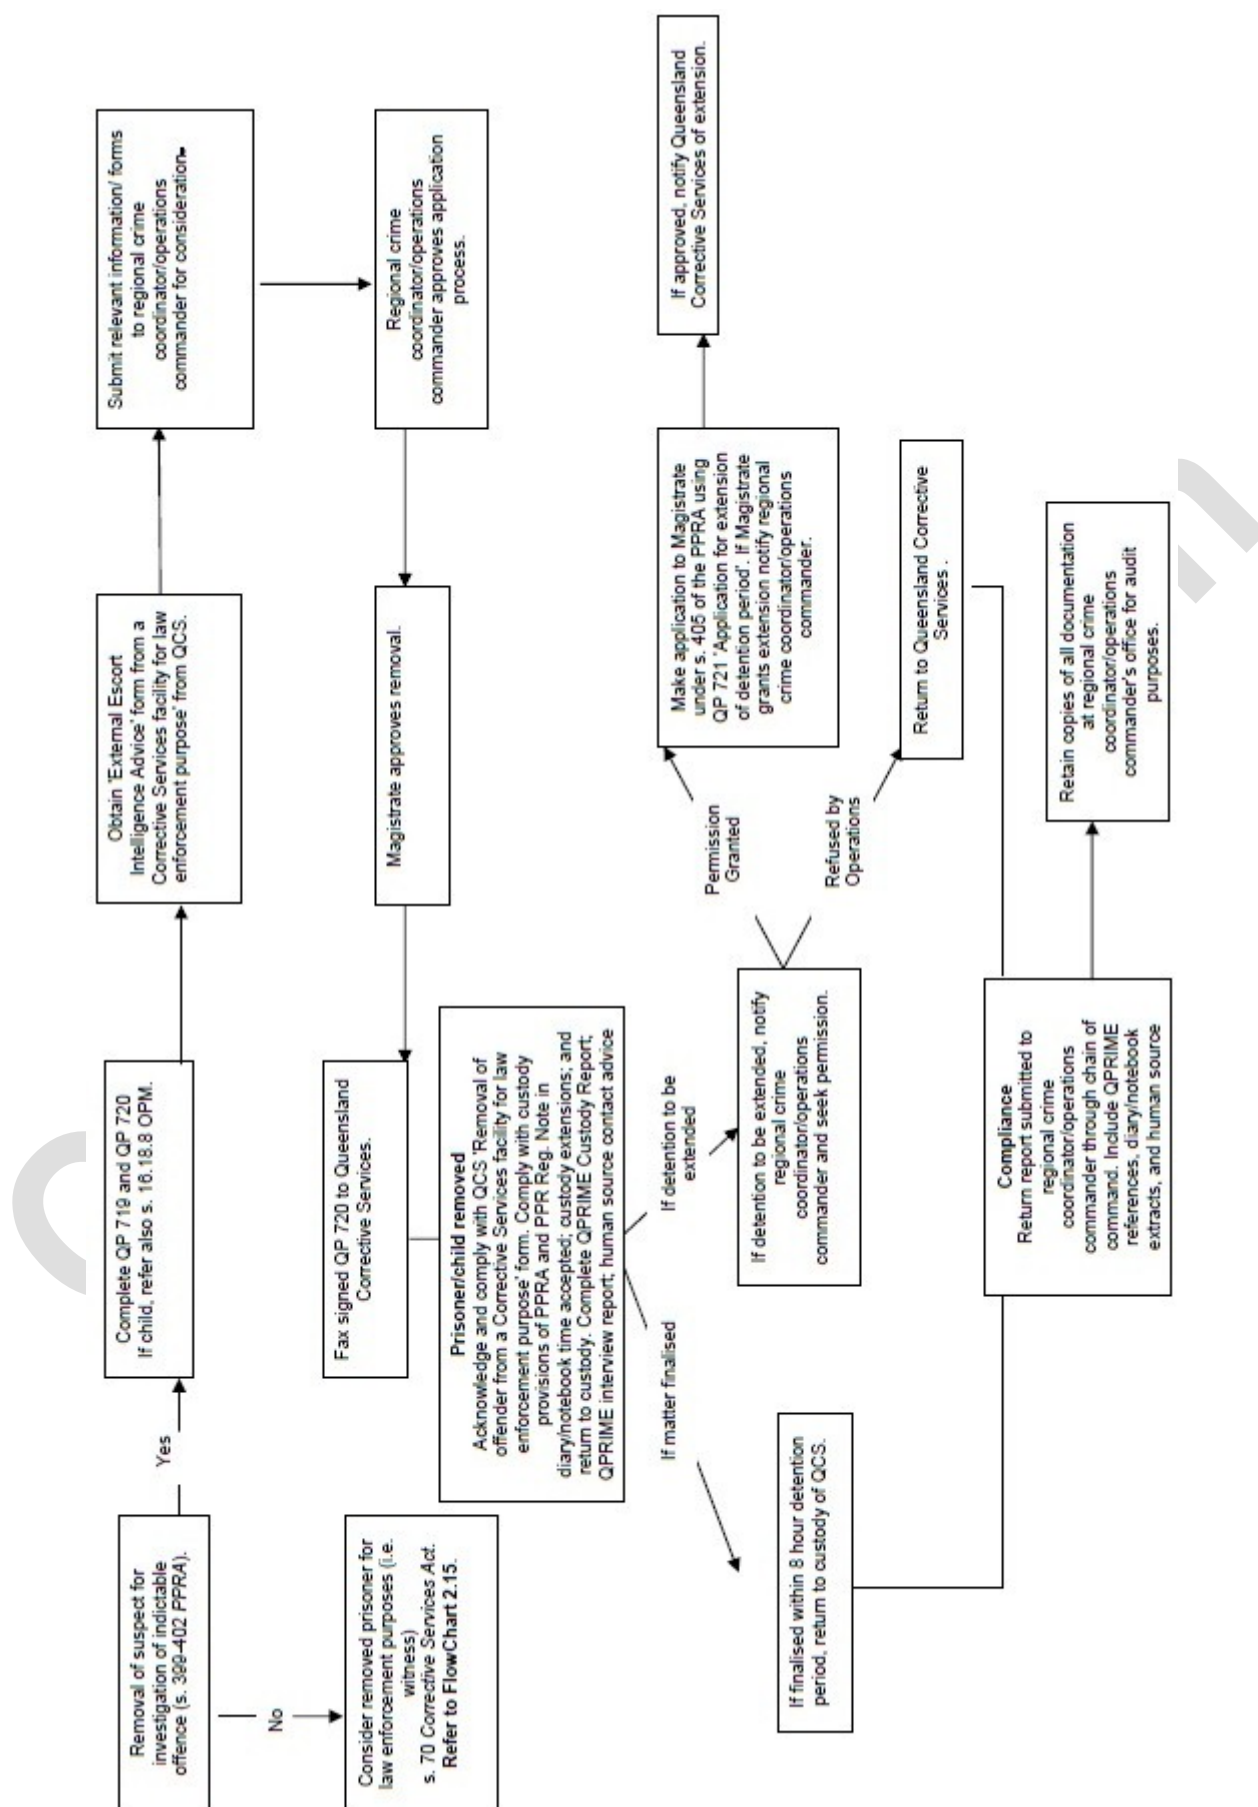 Removal of suspect for
investigation of indictable
offence (s. 399-402 PPRA).
Yes
No
Consider removed prisoner for
law enforcement purposes (i.e.
witness)
s. 70 Corrective Services Act.
Refer to FlowChart 2.15.
Complete QP 719 and QP 720
If child, refer also s. 16.18.8 OPM.
Obtain 'External Escort
Intelligence Advice' form from a
Corrective Services facility for law
enforcement purpose' from QCS.
Submit relevant information/ forms
to regional crime
coordinator/operations
commander for consideration.
Regional crime
coordinator/operations
commander approves application
process.
Magistrate approves removal.
Fax signed QP 720 to Queensland
Corrective Services.
Prisoner/child removed
Acknowledge and comply with QCS 'Removal of
offender from a Corrective Services facility for law
enforcement purpose' form. Comply with custody
provisions of PPRA and PPR Reg. Note in
diary/notebook time accepted; custody extensions; and
return to custody. Complete QPRIME Custody Report;
QPRIME interview report; human source contact advice
If matter finalised
If detention to be
extended
If finalised within 8 hour detention
period, return to custody of QCS.
If detention to be extended, notify
regional crime
coordinator/operations
commander and seek permission.
Permission
Granted
Refused by
Operations
Make application to Magistrate
under s. 405 of the PPRA using
QP 721 'Application for extension
of detention period'. If Magistrate
grants extension notify regional
crime coordinator/operations
commander.
If approved, notify Queensland
Corrective Services of extension.
Return to Queensland Corrective
Services .
Compliance
Return report submitted to
regional crime
coordinator/operations
commander through chain of
command. Include QPRIME
references, diary/notebook
extracts, and human source
Retain copies of all documentation
at regional crime
coordinator/operations
commander's office for audit
purposes.